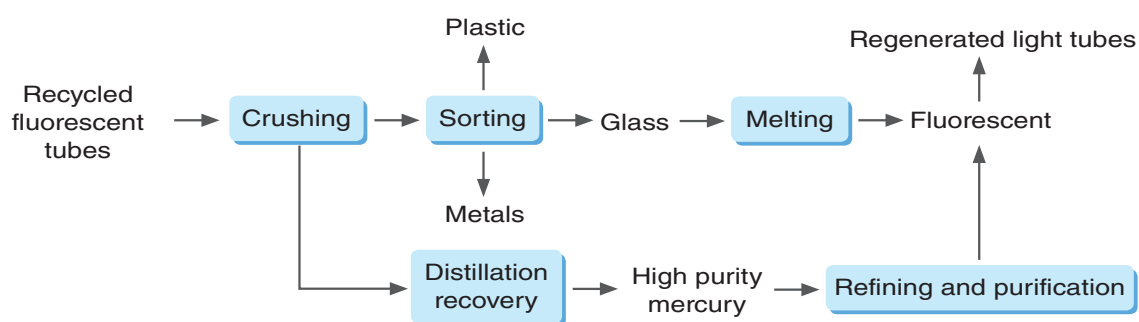 Plastic
Regenerated light tubes
Recycled
fluorescent
tubes
Crushing
Sorting
Glass
Melting
Fluorescent
Metals
Distillation
recovery
High purity
mercury
Refining and purification